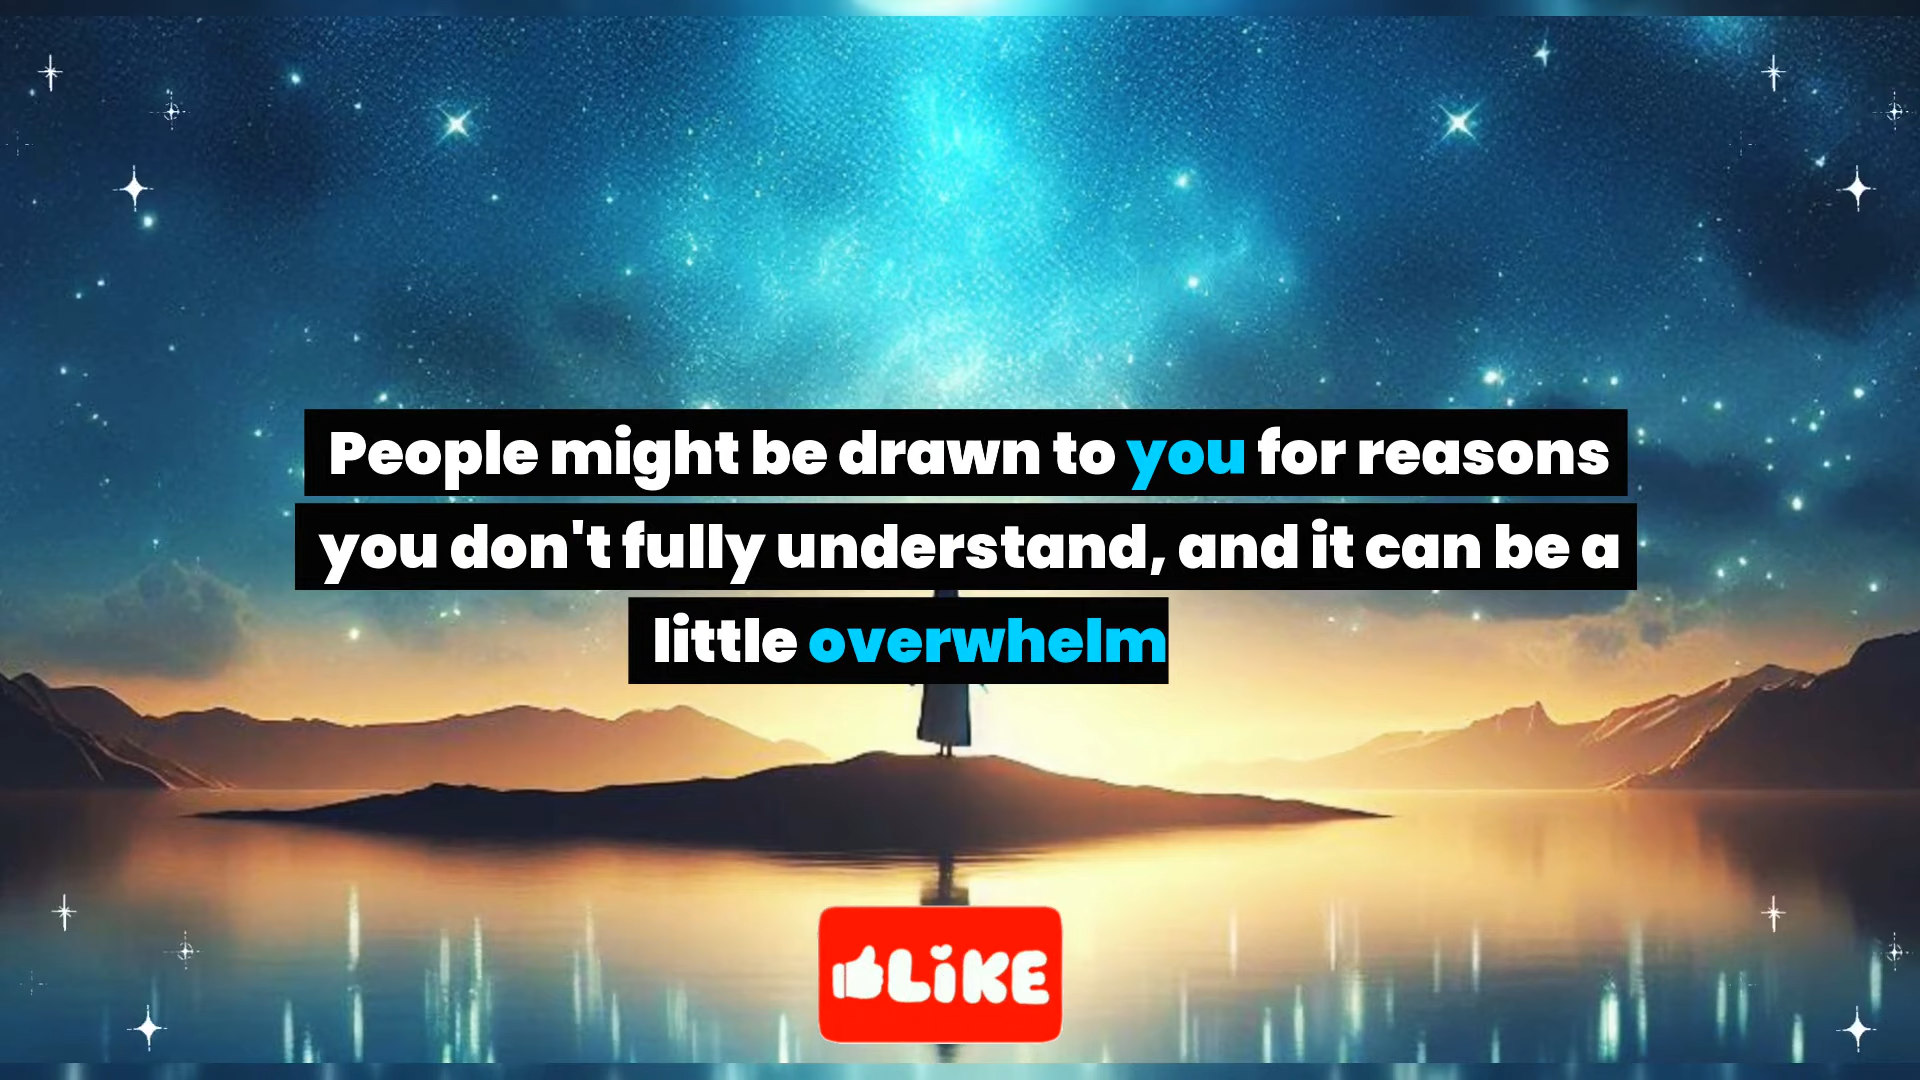 People might be drawn to you for reasons
you don't fully understand, and it can be a
little overwhelm
LIKE